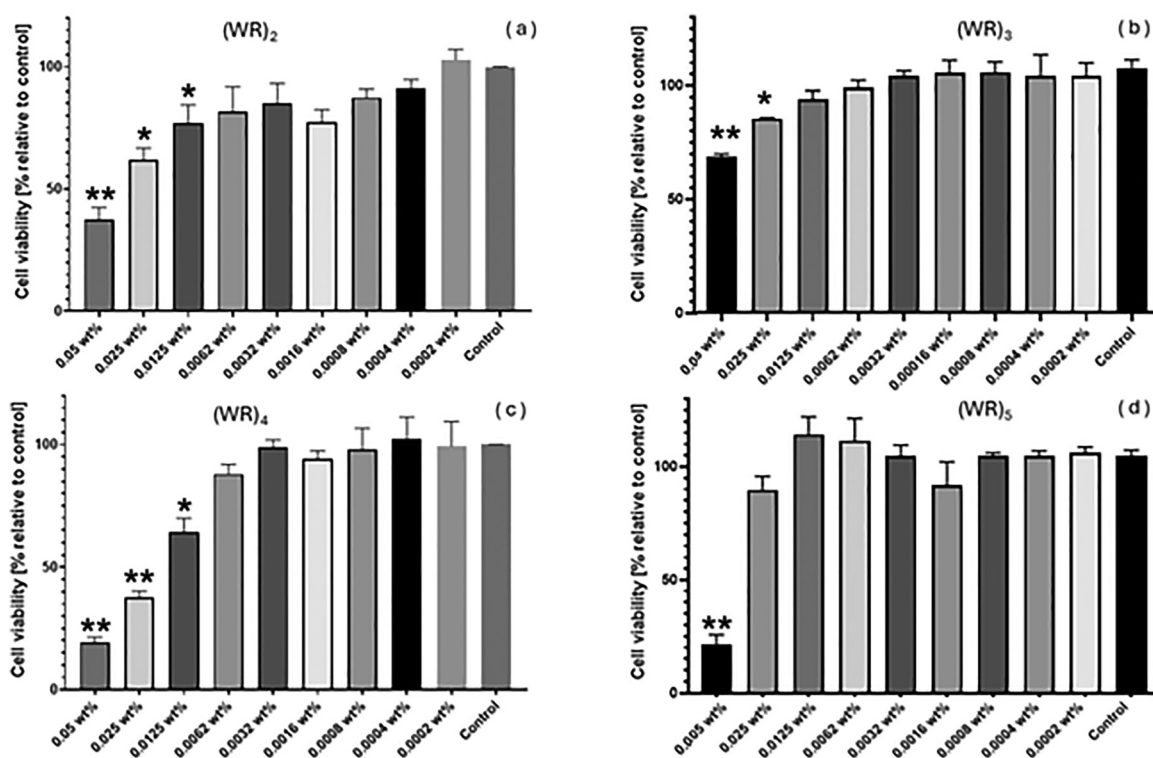 (WR)2
(a)
Cell viability [% relative to control]
100
50
0
**
*
*
0.05 wt%
0.025 wt%
0.0125 wt%
0.0062 wt%
0.0032 wt%
0.0016 wt%
0.0008 wt%
0.0004 wt%
0.0002 wt%
Control
(WR)3
(b)
Cell viability [% relative to control]
100
50
0
**
*
wt%
0.025 wt%
0.0125 wt%
0.0062 wt%
0.0032 wt%
0.00016 wt%
0.0008 wt%
0.0004 wt%
0.0002 wt%
Control
(WR)4
(c)
Cell viability [% relative to control]
100
50
0
**
**
*
0.05 wt%
0.025 wt%
0.0125 wt%
0.0062 wt%
0.0032 wt%
0.0016 wt%
0.0008 wt%
0.0004 wt%
0.0002 wt%
Control
(WR)5
(d)
Cell viability [% relative to control]
100
50
0
**
wt%
0.025 wt%
0.0125 wt%
0.0062 wt%
0.0032 wt%
0.0016 wt%
0.0008 wt%
0.0004 wt%
0.0002 wt%
Control